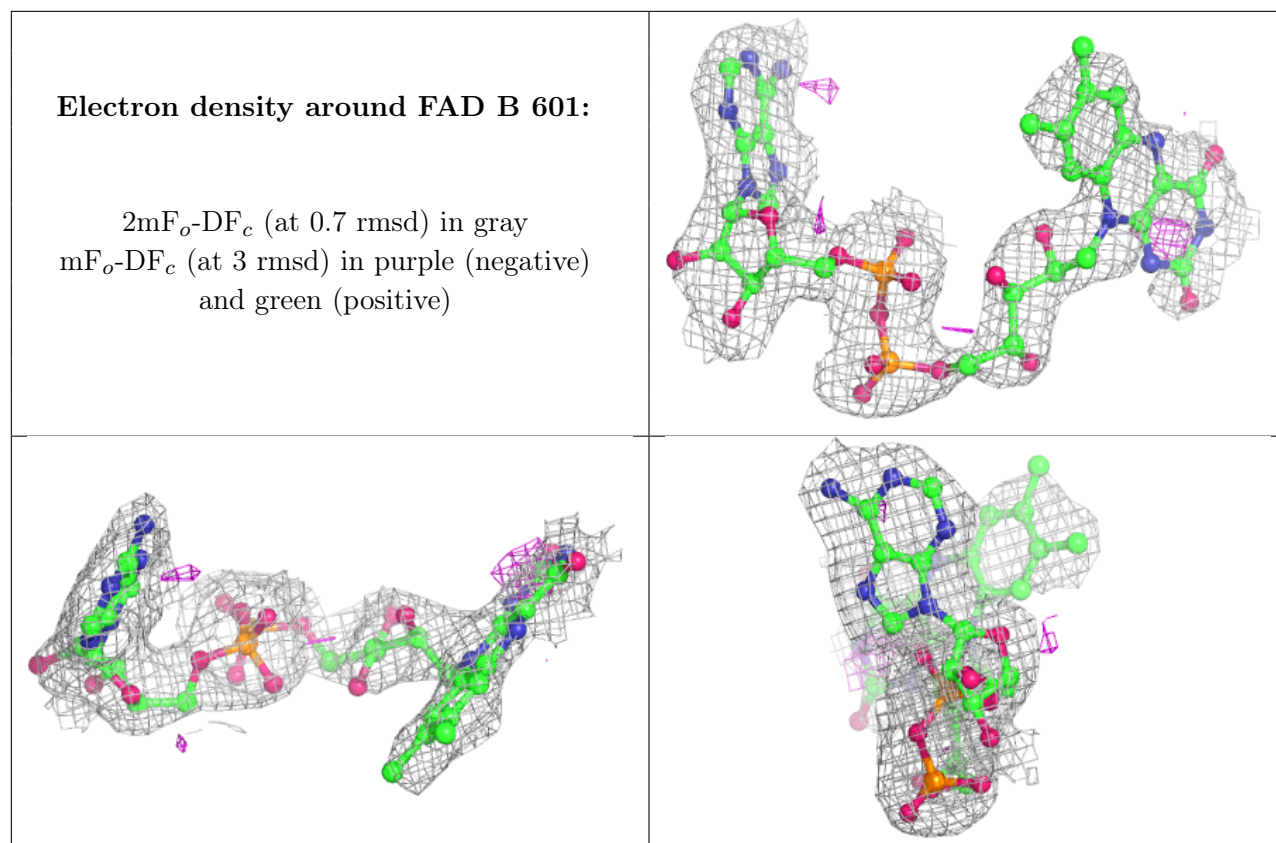 Electron density around FAD B 601:
2mFo-DFc (at 0.7 rmsd) in gray
mFo-DFc (at 3 rmsd) in purple (negative)
and green (positive)